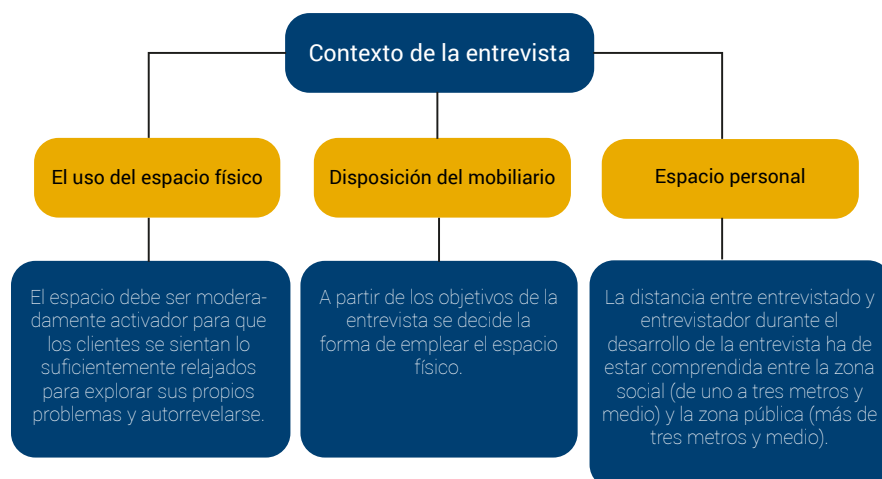 Contexto de la entrevista
El uso del espacio físico
Disposición del mobiliario
Espacio personal
El espacio debe ser modera-
damente activador para que
los clientes se sientan lo
suficientemente relajados
para explorar sus propios
problemas y autorrevelarse.
A partir de los objetivos de la
entrevista se decide la
forma de emplear el espacio
físico.
La distancia entre entrevistado y
entrevistador durante el
desarrollo de la entrevista ha de
estar comprendida entre la zona
social (de uno a tres metros y
medio) y la zona pública (más de
tres metros y medio).